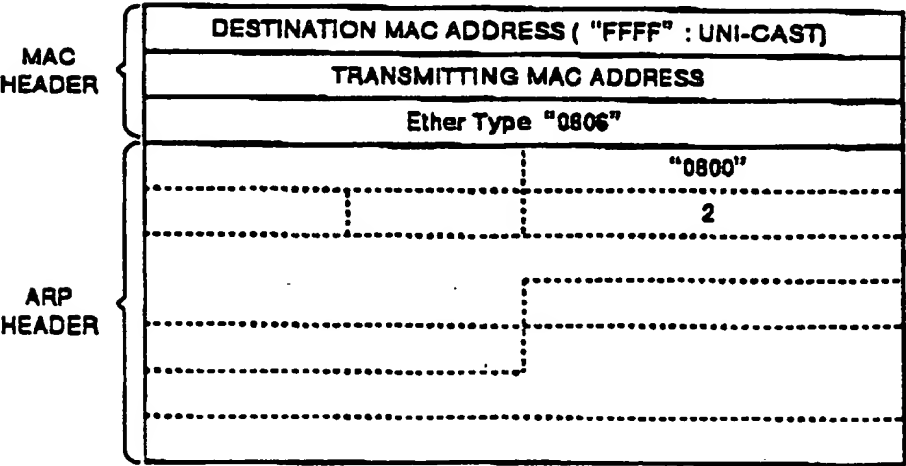 DESTINATION MAC ADDRESS ( "FFFF" : UNI-CAST)
MAC
HEADER
TRANSMITTING MAC ADDRESS
Ether Type "0806"
"0800"
2
ARP
HEADER